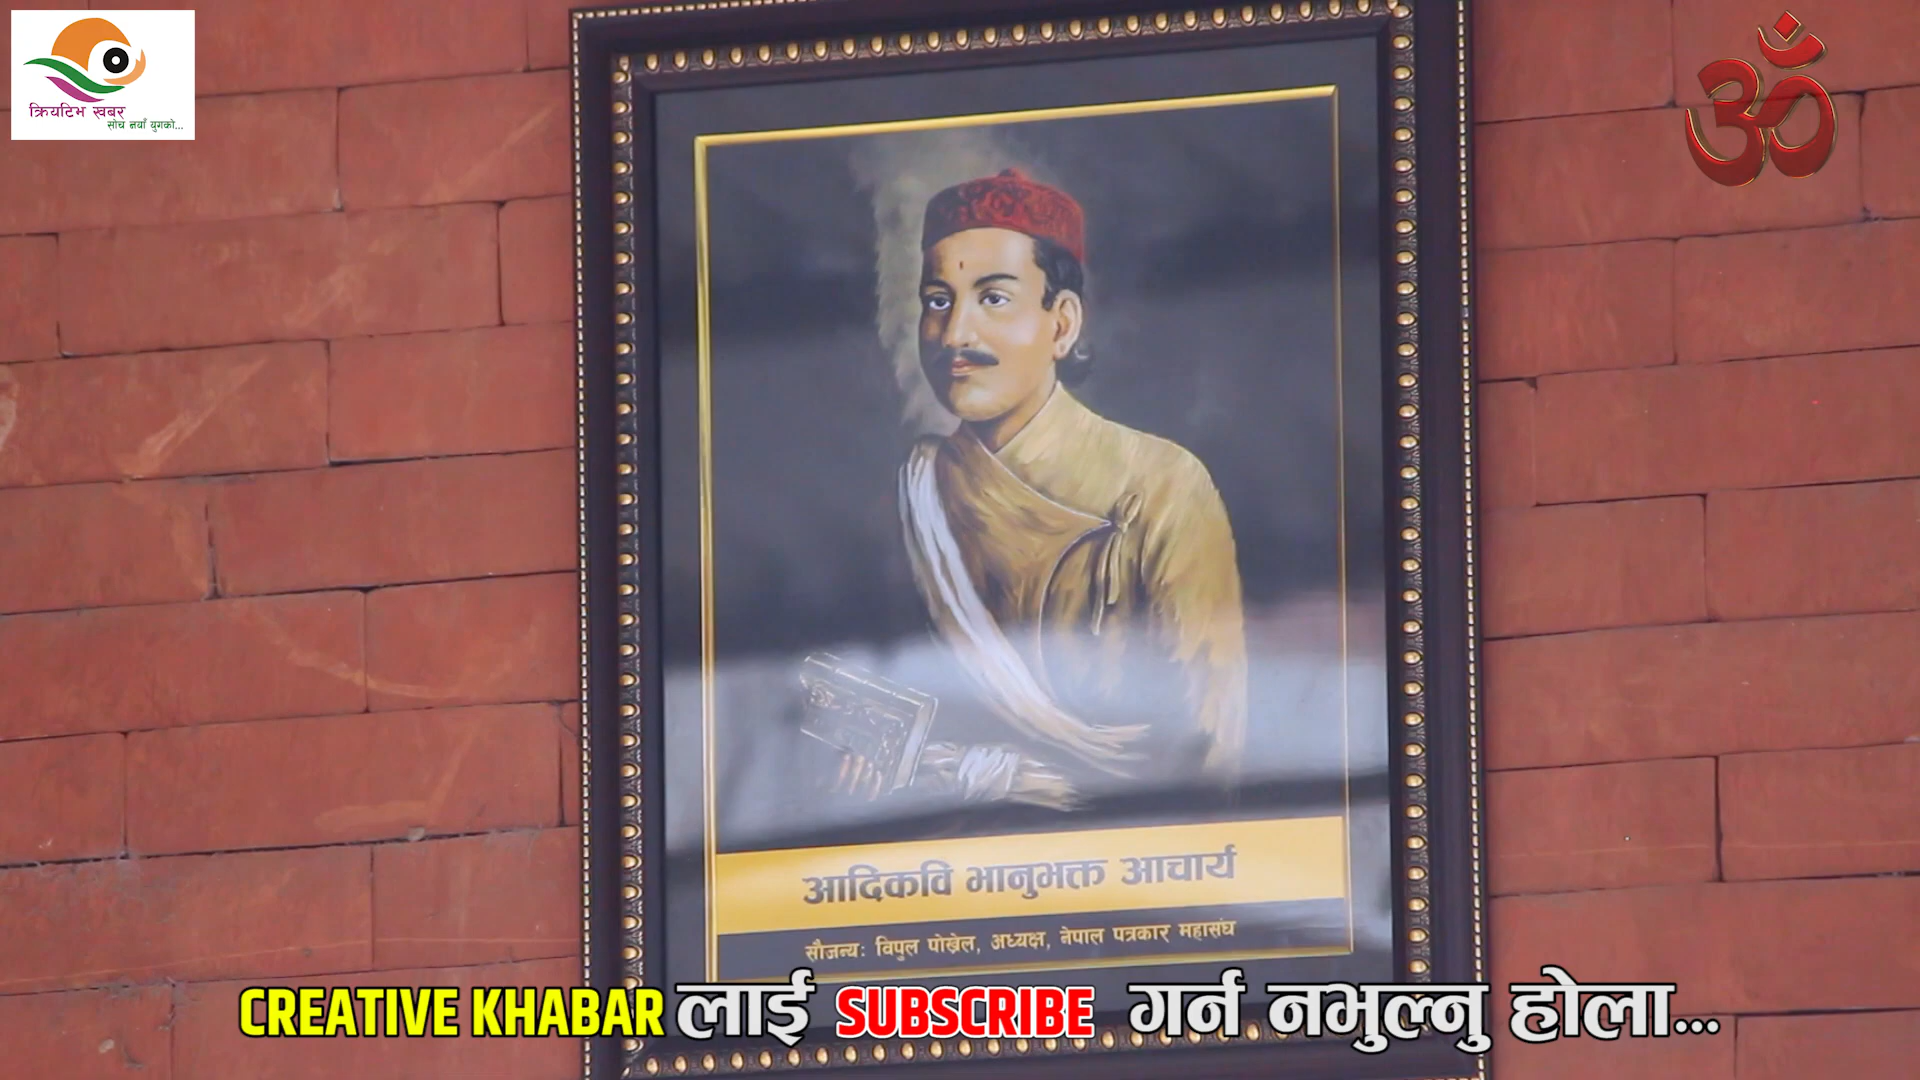 क्रियटिभ खबर
सोच नयाँ युगको...
ॐ
आदिकवि भानुभक्त आचार्य
सौजन्य: विपुल पोख्रेल, अध्यक्ष, नेपाल पत्रकार महासंघ
CREATIVE KHABAR लाई SUBSCRIBE गर्न नभुल्नु होला...